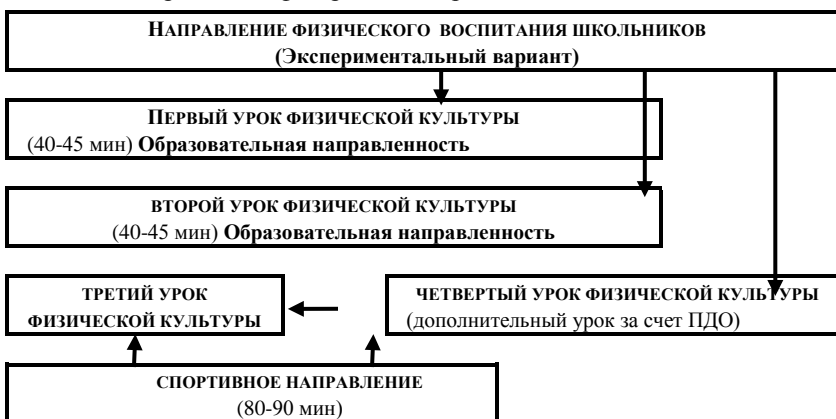 НАПРАВЛЕНИЕ ФИЗИЧЕСКОГО ВОСПИТАНИЯ ШКОЛЬНИКОВ
(Экспериментальный вариант)
ПЕРВЫЙ УРОК ФИЗИЧЕСКОЙ КУЛЬТУРЫ
(40-45 мин) Образовательная направленность
ВТОРОЙ УРОК ФИЗИЧЕСКОЙ КУЛЬТУРЫ
(40-45 мин) Образовательная направленность
ТРЕТИЙ УРОК
ФИЗИЧЕСКОЙ КУЛЬТУРЫ
ЧЕТВЕРТЫЙ УРОК ФИЗИЧЕСКОЙ КУЛЬТУРЫ
(дополнительный урок за счет ПДО)
СПОРТИВНОЕ НАПРАВЛЕНИЕ
(80-90 мин)